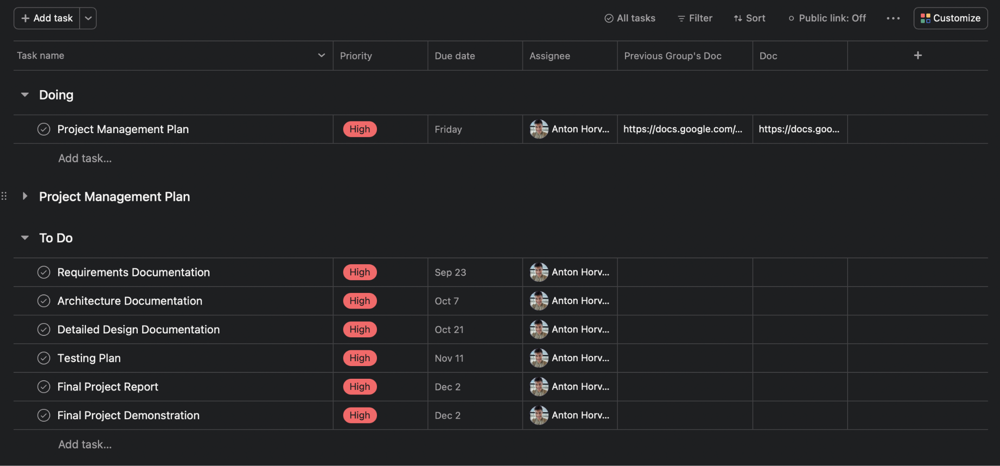 Add task
All tasks
Filter
Sort
Public link: Off
Customize
Task name Priority Due date Assignee Previous Group's Doc Doc
Doing
Project Management Plan High Friday Anton Horv... https://docs.google.com/... https://docs.goo...
Add task...
Project Management Plan
To Do
Requirements Documentation High Sep 23 Anton Horv...
Architecture Documentation High Oct 7 Anton Horv...
Detailed Design Documentation High Oct 21 Anton Horv...
Testing Plan High Nov 11 Anton Horv...
Final Project Report High Dec 2 Anton Horv...
Final Project Demonstration High Dec 2 Anton Horv...
Add task...